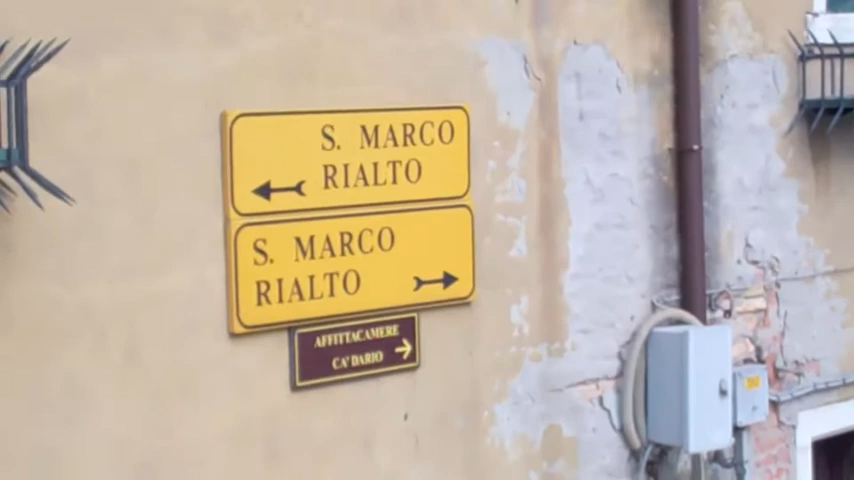 S. MARCO
RIALTO
S. MARCO
RIALTO
AFFITTACAMERE
CA' DARIO